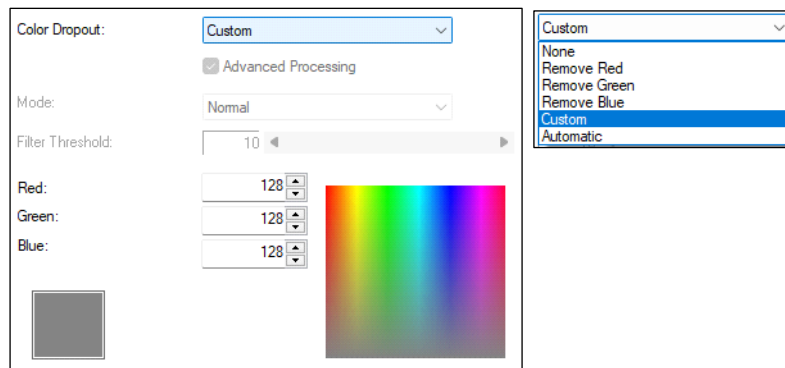 Color Dropout:
Custom
Advanced Processing
Mode:
Normal
Filter Threshold:
10
Red:
128
Green:
128
Blue:
128
Custom
None
Remove Red
Remove Green
Remove Blue
Custom
Automatic